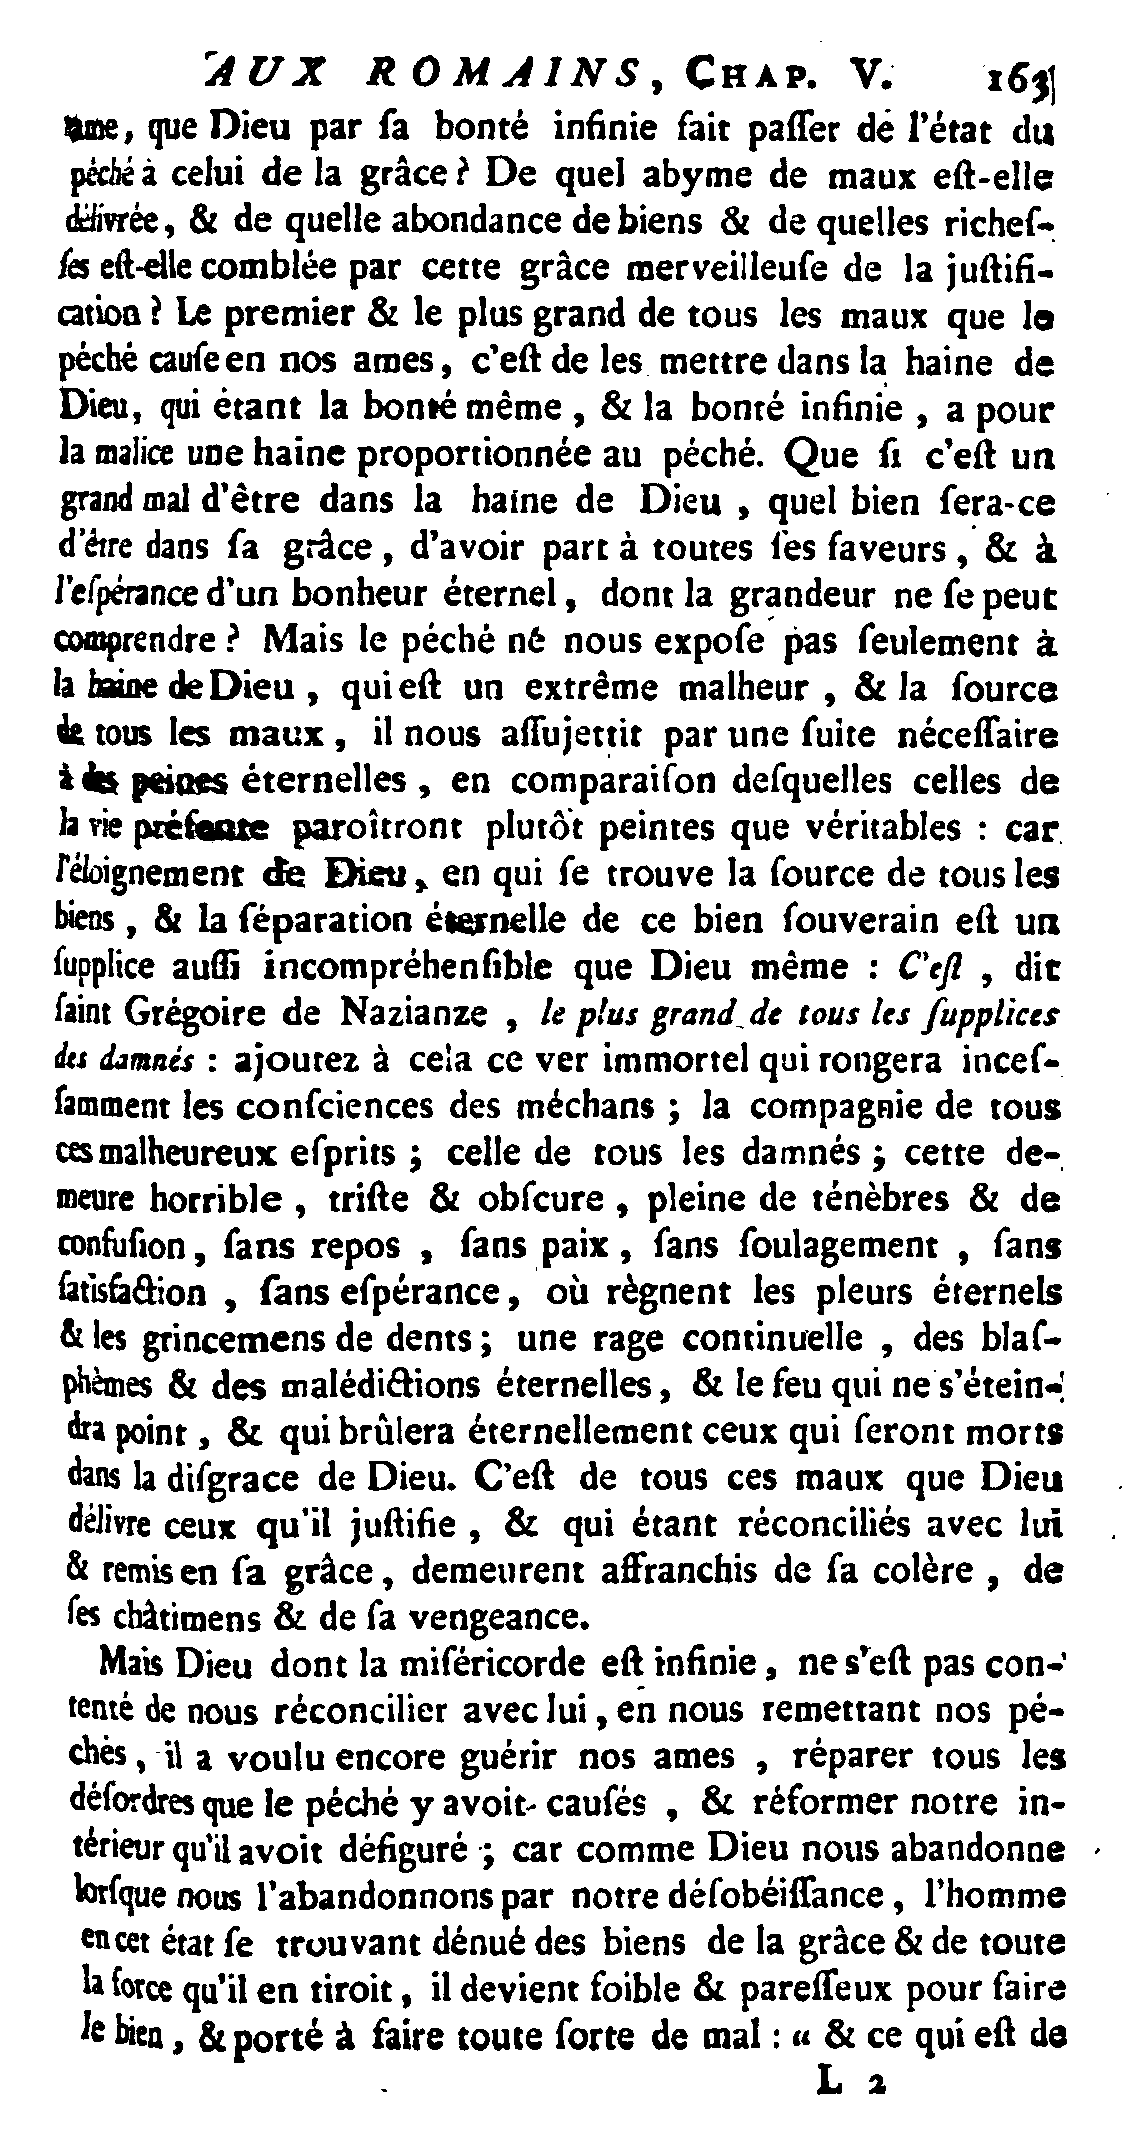 AUX ROMAINS, CHAP. V. 163
ame, que Dieu par ſa bonté infinie fait paſſer de l'état du
péché à celui de la grâce? De quel abyme de maux eſt-elle
délivrée, & de quelle abondance de biens & de quelles richeſ-
ſes eſt-elle comblée par cette grâce merveilleuſe de la juſtifi-
cation? Le premier & le plus grand de tous les maux que le
péché cauſe en nos ames, c'eſt de les mettre dans la haine de
Dieu, qui étant la bonté même, & la bonté infinie, a pour
la malice une haine proportionnée au péché. Que ſi c'eſt un
grand mal d'être dans la haine de Dieu, quel bien ſera-ce
d'être dans ſa grâce, d'avoir part à toutes ſes faveurs, & à
l'eſpérance d'un bonheur éternel, dont la grandeur ne ſe peut
comprendre? Mais le péché né nous expoſe pas ſeulement à
la haine de Dieu, qui eſt un extrême malheur, & la ſource
de tous les maux, il nous aſſujettit par une ſuite néceſſaire
à des peines éternelles, en comparaiſon deſquelles celles de
la vie préſente paroîtront plutôt peintes que véritables : car
l'éloignement de Dieu, en qui ſe trouve la ſource de tous les
biens, & la ſéparation éternelle de ce bien ſouverain eſt un
ſupplice auſſi incompréhenſible que Dieu même : C'eſt, dit
ſaint Grégoire de Nazianze, le plus grand de tous les ſupplices
des damnés : ajoutez à cela ce ver immortel qui rongera inceſ-
ſamment les conſciences des méchans ; la compagnie de tous
ces malheureux eſprits ; celle de tous les damnés ; cette de-
meure horrible, triſte & obſcure, pleine de ténèbres & de
confuſion, ſans repos, ſans paix, ſans ſoulagement, ſans
ſatisfaction, ſans eſpérance, où règnent les pleurs éternels
& les grincemens de dents ; une rage continuelle, des blaſ-
phèmes & des malédictions éternelles, & le feu qui ne s'étein-
dra point, & qui brûlera éternellement ceux qui ſeront morts
dans la diſgrace de Dieu. C'eſt de tous ces maux que Dieu
délivre ceux qu'il juſtifie, & qui étant réconciliés avec lui
& remis en ſa grâce, demeurent affranchis de ſa colère, de
ſes châtimens & de ſa vengeance.
Mais Dieu dont la miſéricorde eſt infinie, ne s'eſt pas con-
tenté de nous réconcilier avec lui, en nous remettant nos pé-
chés, il a voulu encore guérir nos ames, réparer tous les
déſordres que le péché y avoit cauſés, & réformer notre in-
térieur qu'il avoit défiguré ; car comme Dieu nous abandonne
lorſque nous l'abandonnons par notre déſobéiſſance, l'homme
en cet état ſe trouvant dénué des biens de la grâce & de toute
la force qu'il en tiroit, il devient foible & pareſſeux pour faire
le bien, & porté à faire toute ſorte de mal : “ & ce qui eſt de
L 2